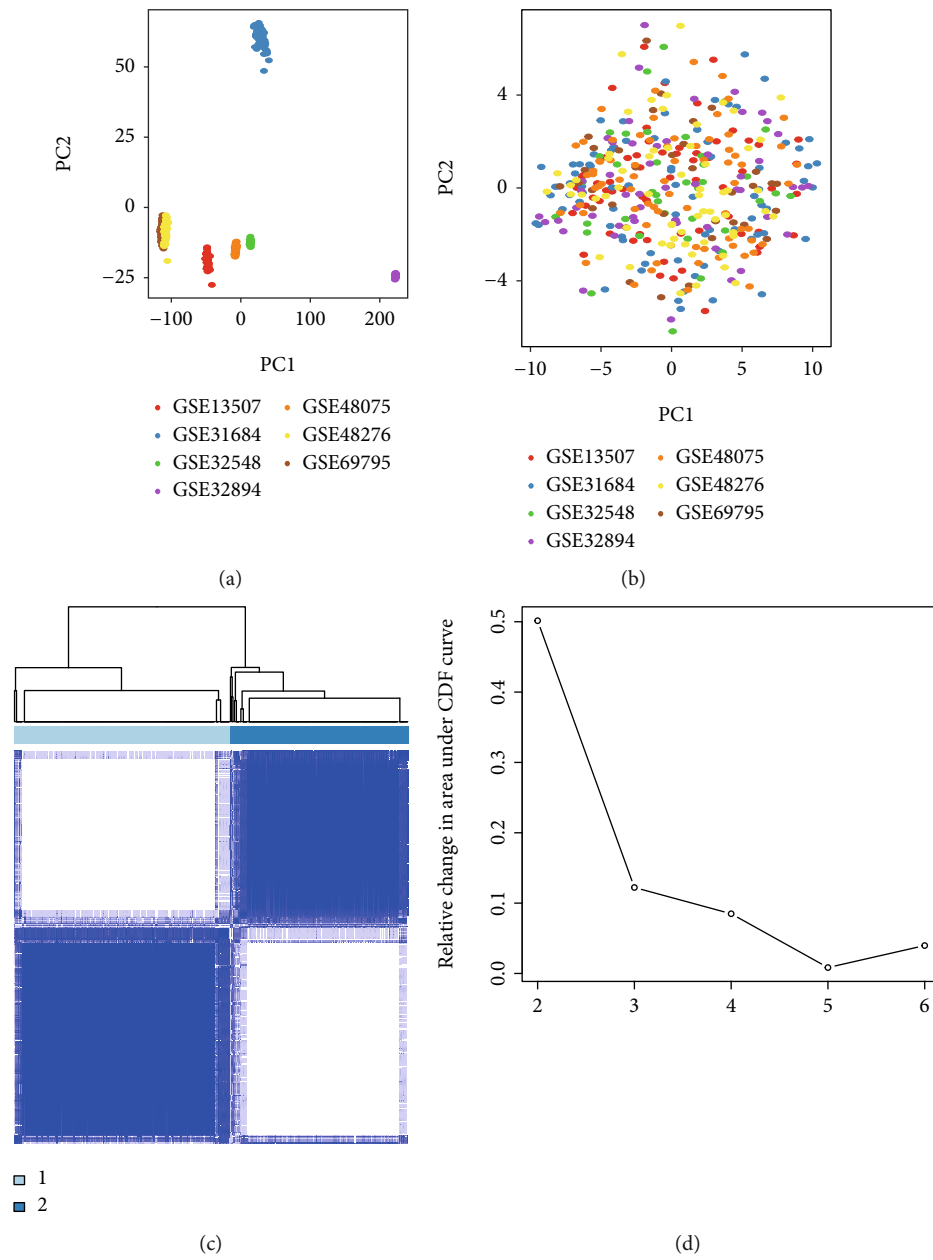 50
25
0
−25
PC2
−100
0
100
200
PC1
GSE13507 GSE48075
GSE31684 GSE48276
GSE32548 GSE69795
GSE32894
(a)
4
0
−4
PC2
−10
−5
0
5
10
PC1
GSE13507 GSE48075
GSE31684 GSE48276
GSE32548 GSE69795
GSE32894
(b)
1
2
(c)
Relative change in area under CDF curve
0.5
0.3
0.2
0.1
0.0
2
3
4
5
6
(d)